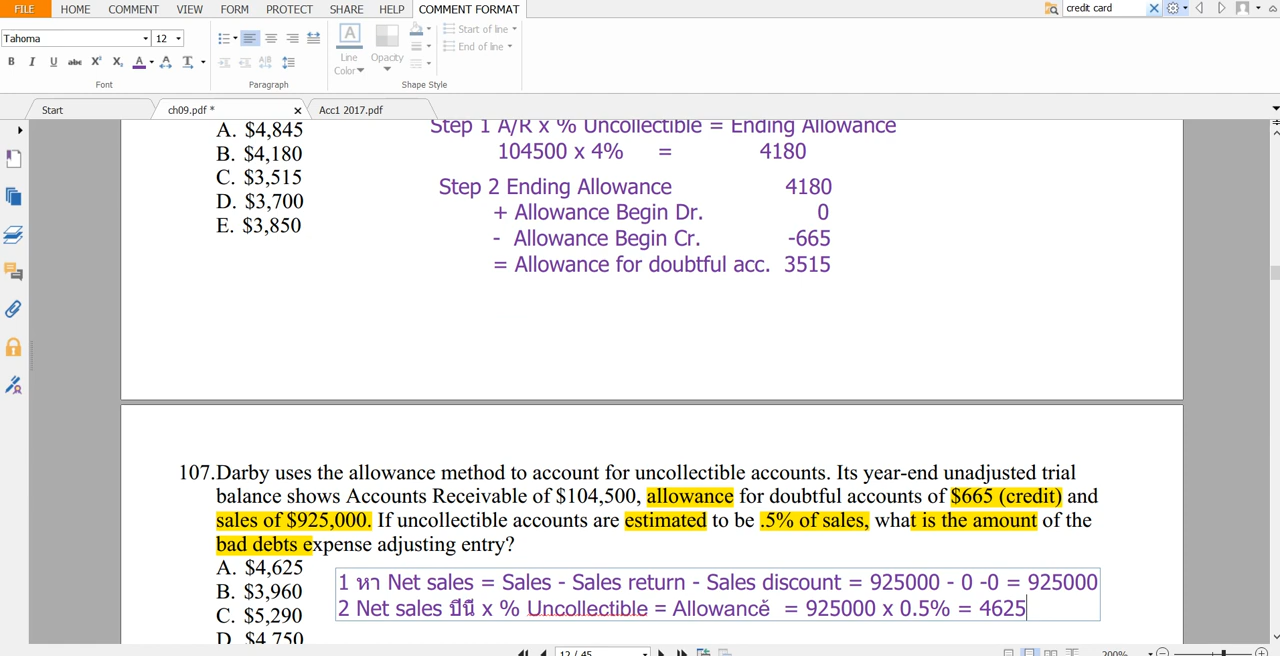 FILE HOME COMMENT VIEW FORM PROTECT SHARE HELP COMMENT FORMAT credit card
Tahoma 12
Start of line
End of line
B I U abc X² X₂ A A T
Line Color Opacity
Font Paragraph Shape Style
Start ch09.pdf * Acc1 2017.pdf
A. $4,845
Step 1 A/R x % Uncollectible = Ending Allowance
B. $4,180
104500 x 4% = 4180
C. $3,515
Step 2 Ending Allowance 4180
D. $3,700
+ Allowance Begin Dr. 0
E. $3,850
- Allowance Begin Cr. -665
= Allowance for doubtful acc. 3515
107.Darby uses the allowance method to account for uncollectible accounts. Its year-end unadjusted trial
balance shows Accounts Receivable of $104,500, allowance for doubtful accounts of $665 (credit) and
sales of $925,000. If uncollectible accounts are estimated to be .5% of sales, what is the amount of the
bad debts expense adjusting entry?
A. $4,625
1 หา Net sales = Sales - Sales return - Sales discount = 925000 - 0 -0 = 925000
B. $3,960
2 Net sales ปีนี x % Uncollectible = Allowance = 925000 x 0.5% = 4625
C. $5,290
D. $4,750
12 / 45 200%